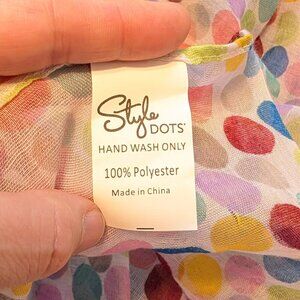 Style
DOTS
HAND WASH ONLY
100% Polyester
Made in China